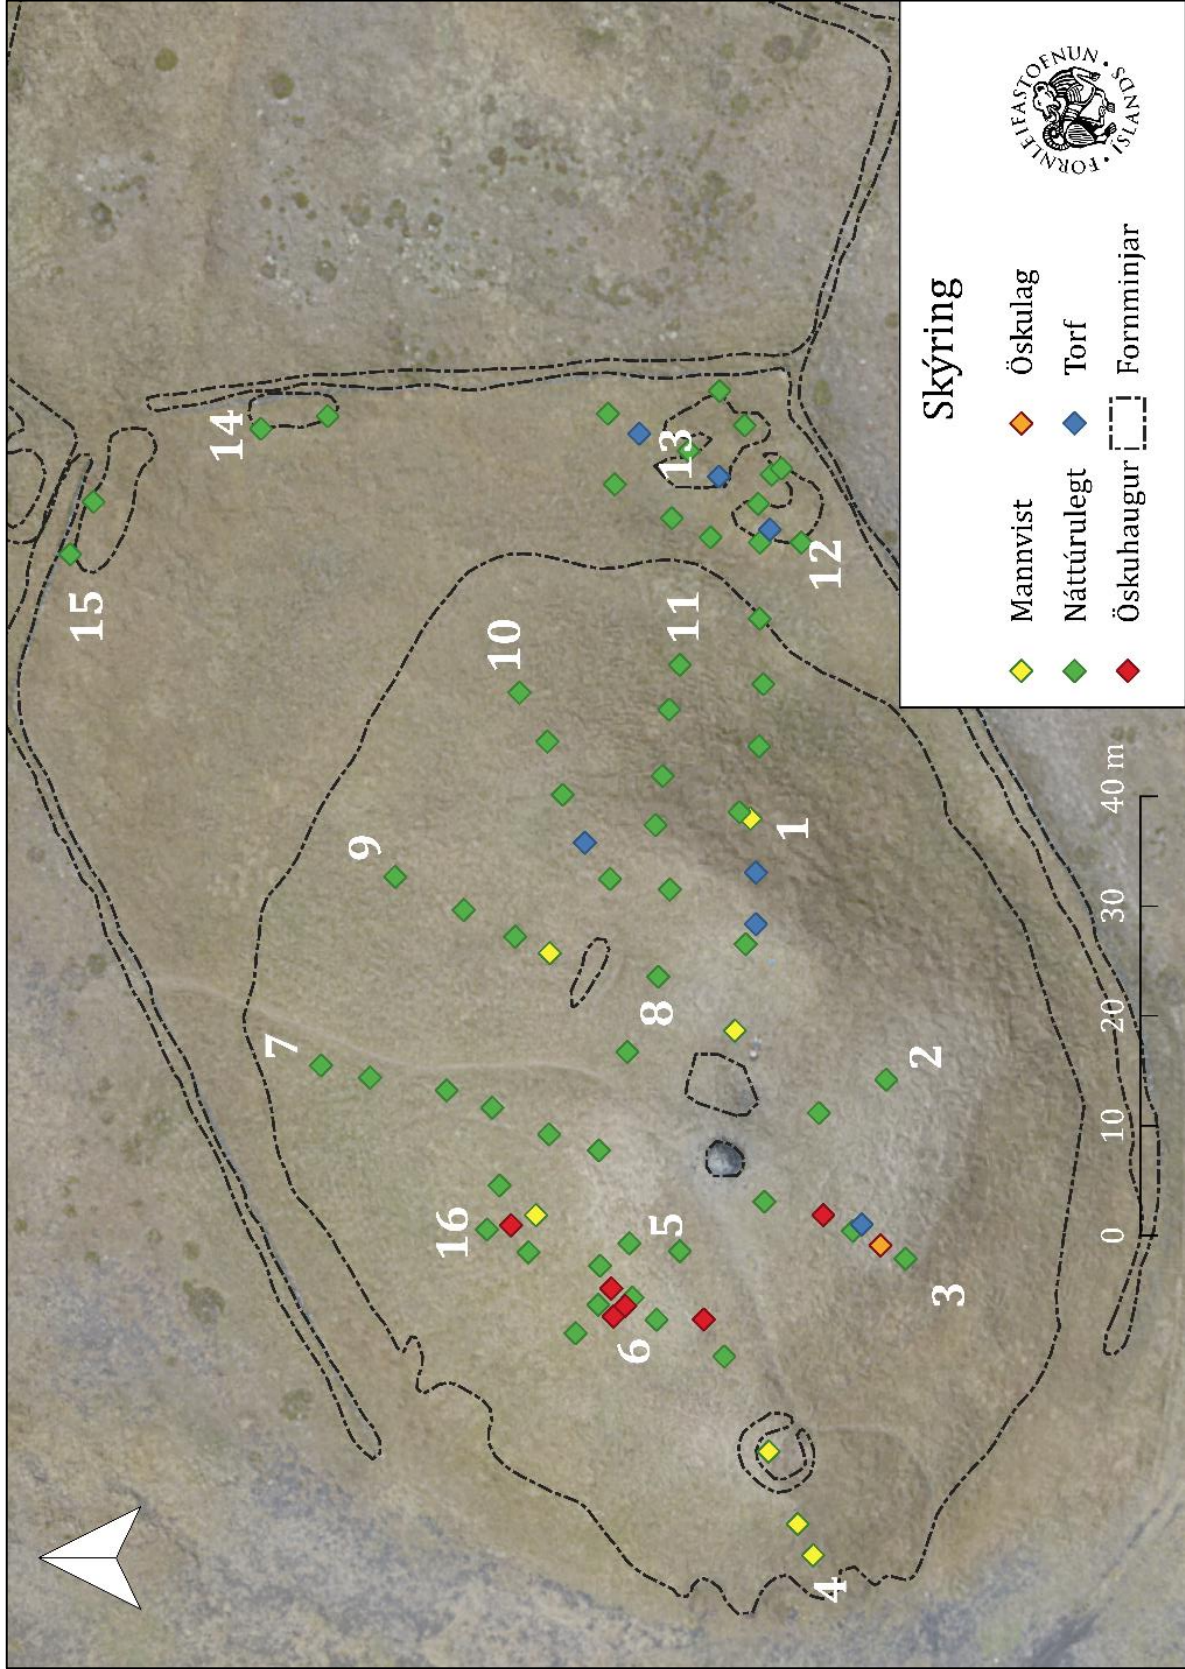 15
14
10
9
13
7
11
12
8
16
1
5
2
6
3
4
0
10
20
30
40 m
Skýring
Mannvist
Öskulag
Náttúrulegt
Torf
Öskuhaugur
Fornminjar
FORNLEIFASTOFNUN • ÍSLANDS •